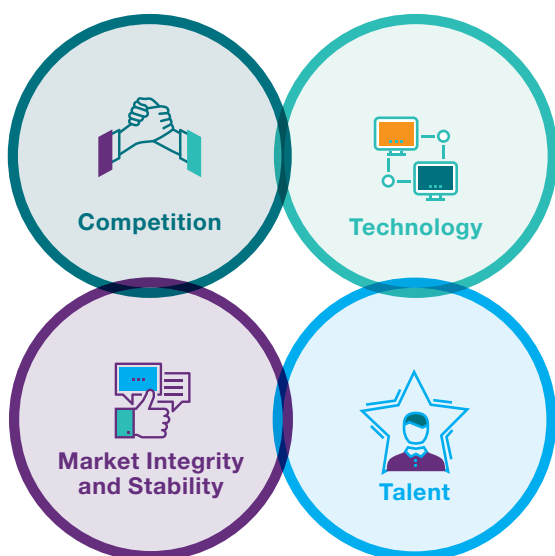 Competition
Technology
Market Integrity
and Stability
Talent